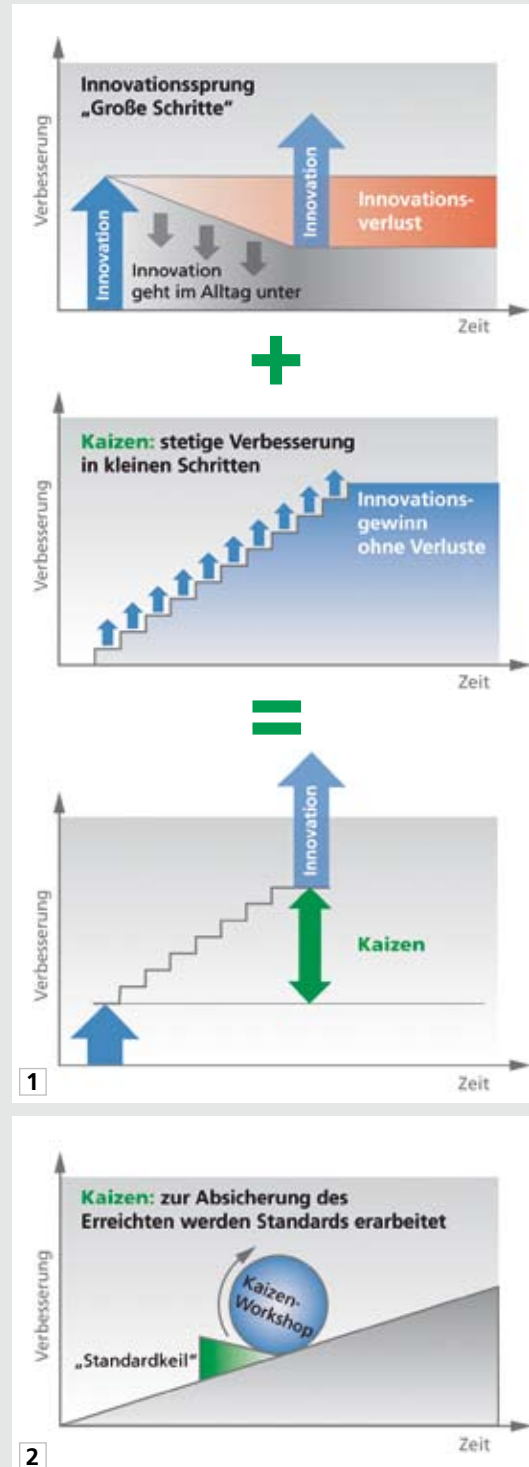 Innovationssprung
„Große Schritte“
Verbesserung
Innovation
Innovation
Innovations-
verlust
Innovation
geht im Alltag unter
Zeit
+
Kaizen: stetige Verbesserung
in kleinen Schritten
Verbesserung
Innovations-
gewinn
ohne Verluste
Zeit
=
Innovation
Verbesserung
Kaizen
Zeit
1
Kaizen: zur Absicherung des
Erreichten werden Standards erarbeitet
Verbesserung
Kaizen-
Workshop
„Standardkeil“
Zeit
2